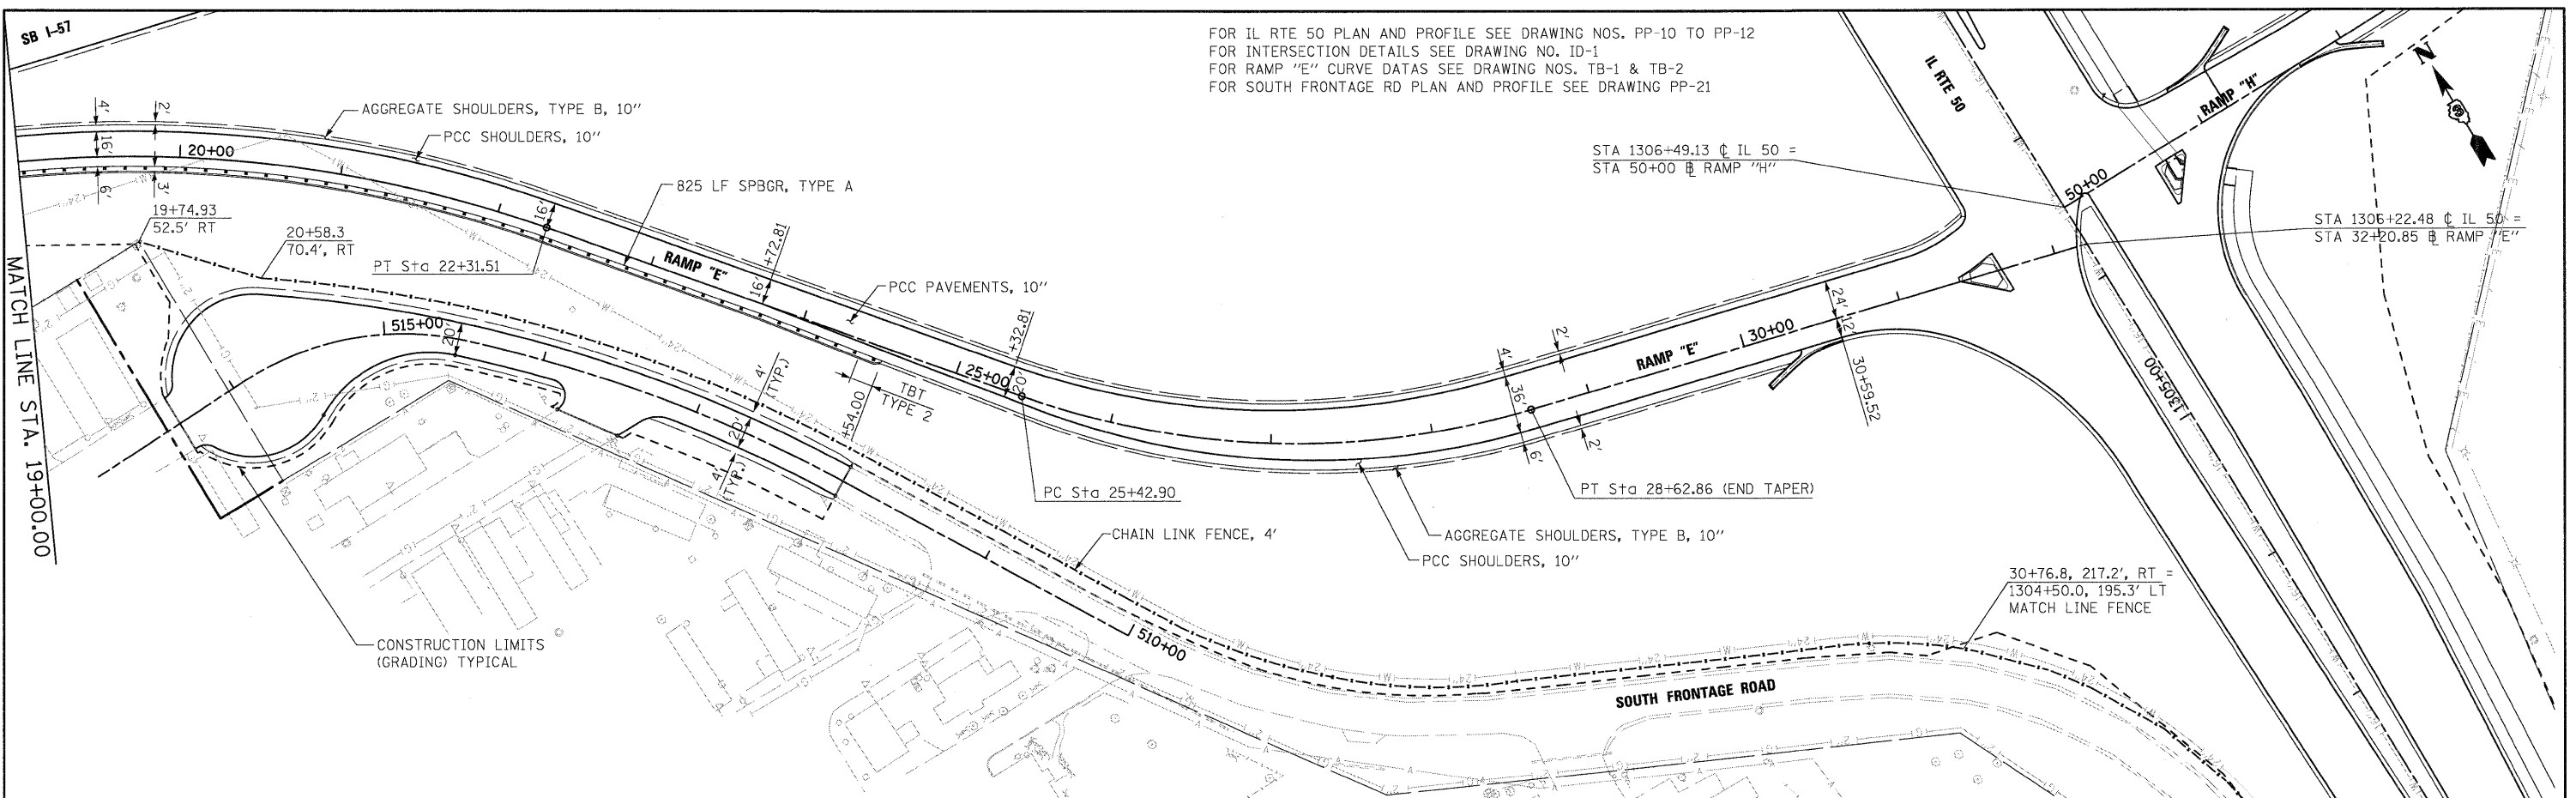 SB I-57
FOR IL RTE 50 PLAN AND PROFILE SEE DRAWING NOS. PP-10 TO PP-12
FOR INTERSECTION DETAILS SEE DRAWING NO. ID-1
FOR RAMP "E" CURVE DATAS SEE DRAWING NOS. TB-1 & TB-2
FOR SOUTH FRONTAGE RD PLAN AND PROFILE SEE DRAWING PP-21
IL RTE 50
RAMP "H"
N
4'
2'
AGGREGATE SHOULDERS, TYPE B, 10"
PCC SHOULDERS, 10"
16'
20+00
6'
3'
825 LF SPBGR, TYPE A
STA 1306+49.13 ℄ IL 50 =
STA 50+00 B RAMP "H"
50+00
STA 1306+22.48 ℄ IL 50 =
STA 32+20.85 B RAMP "E"
19+74.93
52.5' RT
20+58.3
70.4', RT
16'
PT Sta 22+31.51
RAMP "E"
16'
+72.81
PCC PAVEMENTS, 10"
MATCH LINE STA. 19+00.00
515+00
20'
25+00
20'
+32.81
4'
(TYP.)
TBT
TYPE 2
+54.00
20'
4'
(TYP.)
PC Sta 25+42.90
4'
2'
36'
6'
2'
RAMP "E"
30+00
24'
12'
30+59.52
1305+00
PT Sta 28+62.86 (END TAPER)
AGGREGATE SHOULDERS, TYPE B, 10"
PCC SHOULDERS, 10"
CHAIN LINK FENCE, 4'
510+00
CONSTRUCTION LIMITS
(GRADING) TYPICAL
30+76.8, 217.2', RT =
1304+50.0, 195.3' LT
MATCH LINE FENCE
SOUTH FRONTAGE ROAD